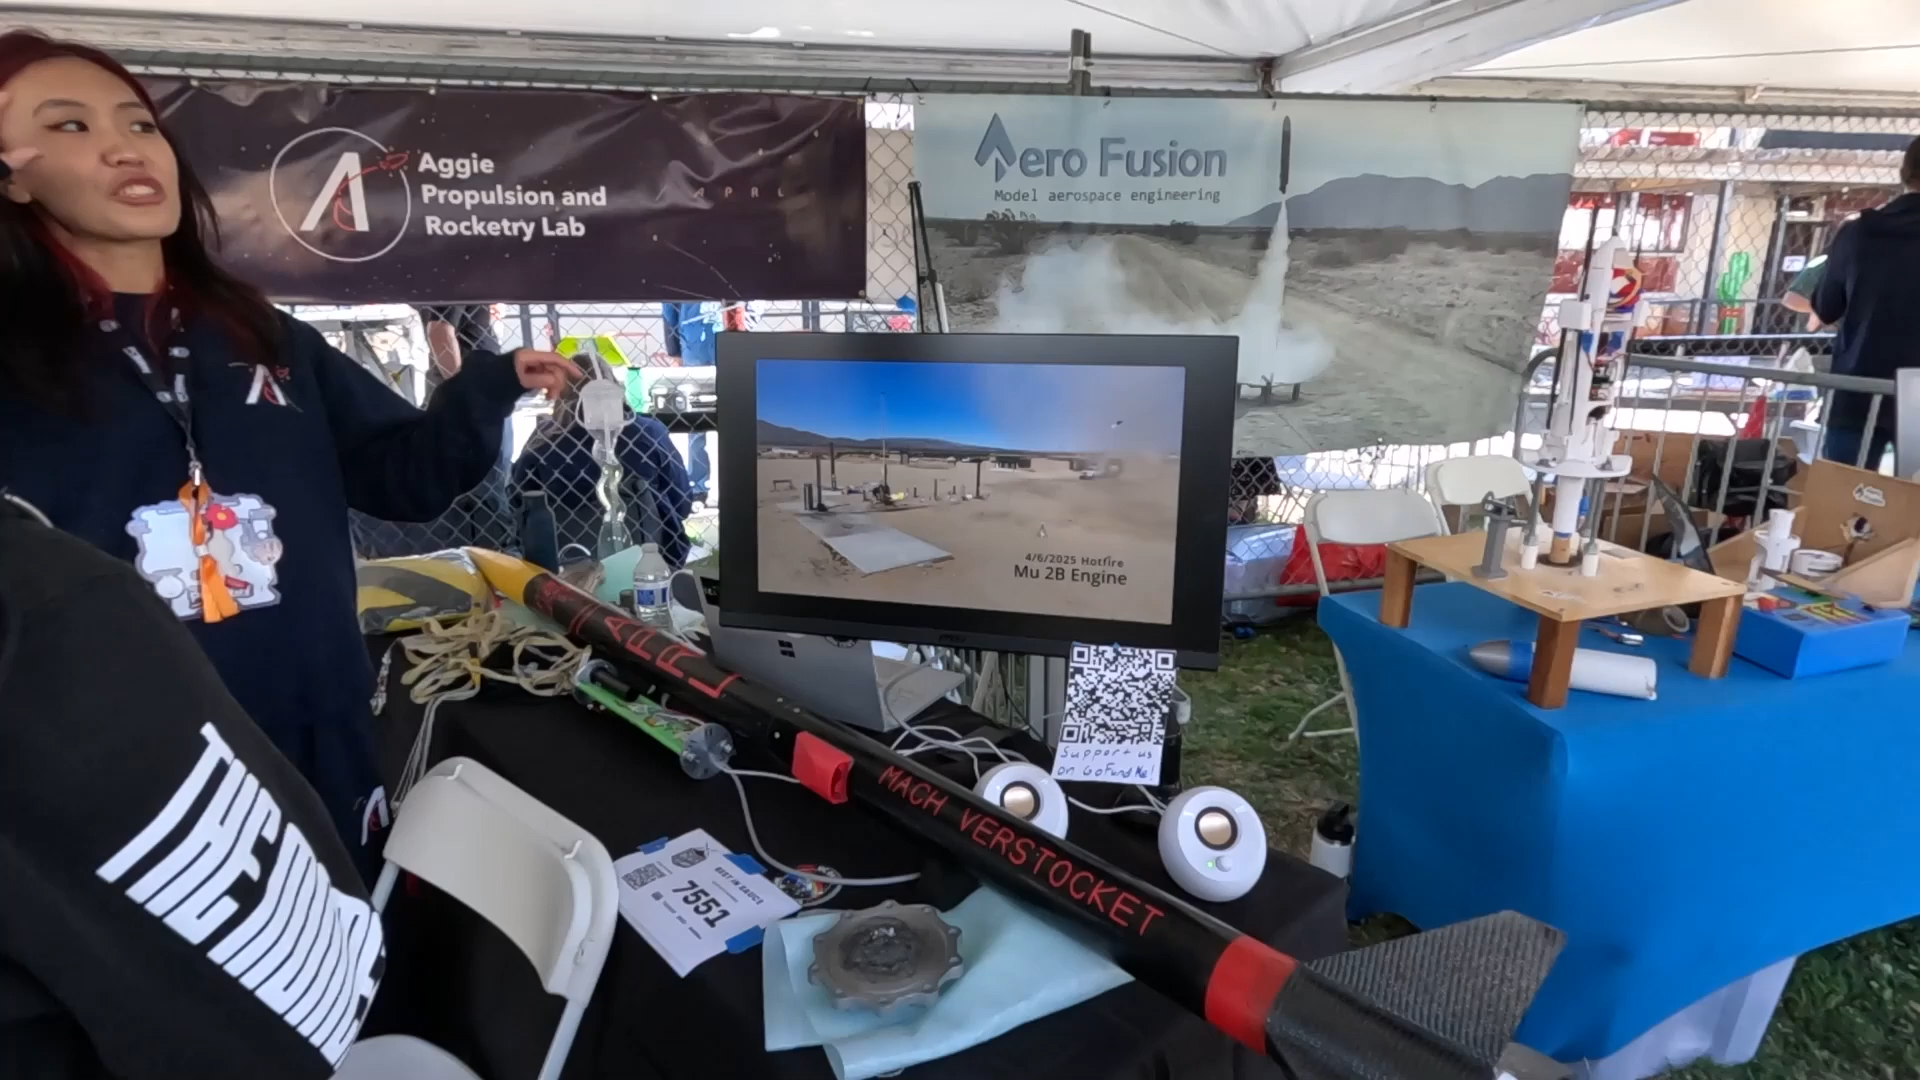 Aggie
Propulsion and
Rocketry Lab
APRL
Aero Fusion
Model aerospace engineering
4/6/2025 Hotfire
Mu 2B Engine
APRL
MACH VERSTOCKET
Support us
on GoFundMe!
7551